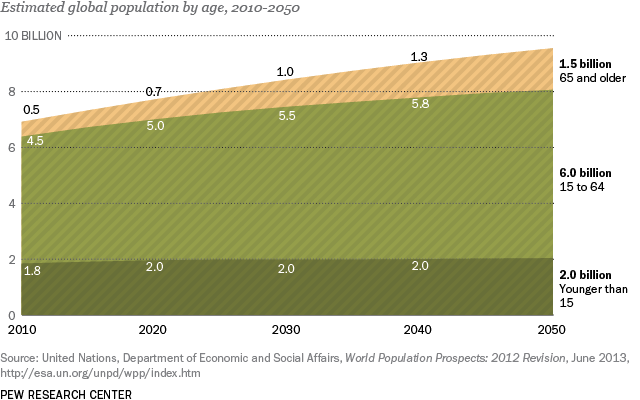 Estimated global population by age, 2010-2050
10 BILLION
8
6
4
2
0
0.5
0.7
1.0
1.3
4.5
5.0
5.5
5.8
1.8
2.0
2.0
2.0
1.5 billion
65 and older
6.0 billion
15 to 64
2.0 billion
Younger than
15
2010
2020
2030
2040
2050
Source: United Nations, Department of Economic and Social Affairs, World Population Prospects: 2012 Revision, June 2013,
http://esa.un.org/unpd/wpp/index.htm
PEW RESEARCH CENTER